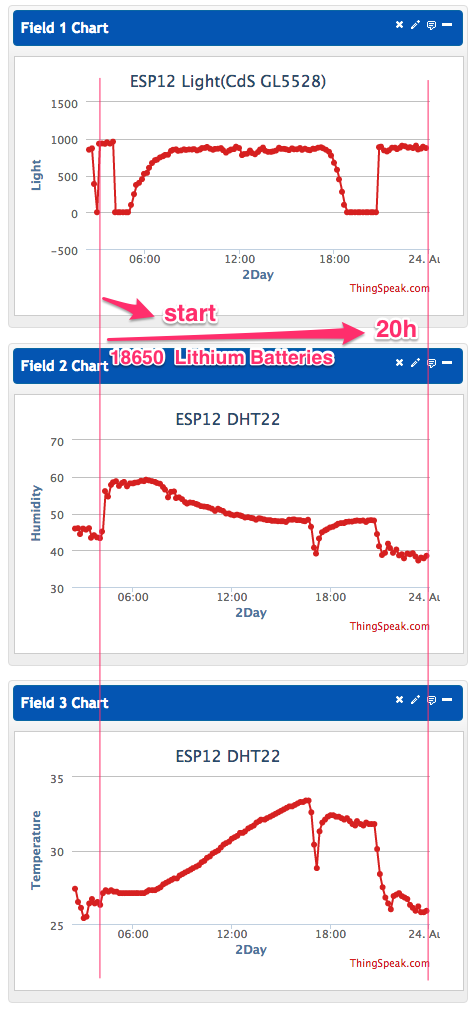 Field 1 Chart
ESP12 Light(CdS GL5528)
1500
1000
500
0
−500
Light
06:00
12:00
18:00
24. Au
2Day
ThingSpeak.com
start
20h
18650 Lithium Batteries
Field 2 Chart
ESP12 DHT22
70
60
50
40
30
Humidity
06:00
12:00
18:00
24. Au
2Day
ThingSpeak.com
Field 3 Chart
ESP12 DHT22
35
30
25
Temperature
06:00
12:00
18:00
24. Au
2Day
ThingSpeak.com